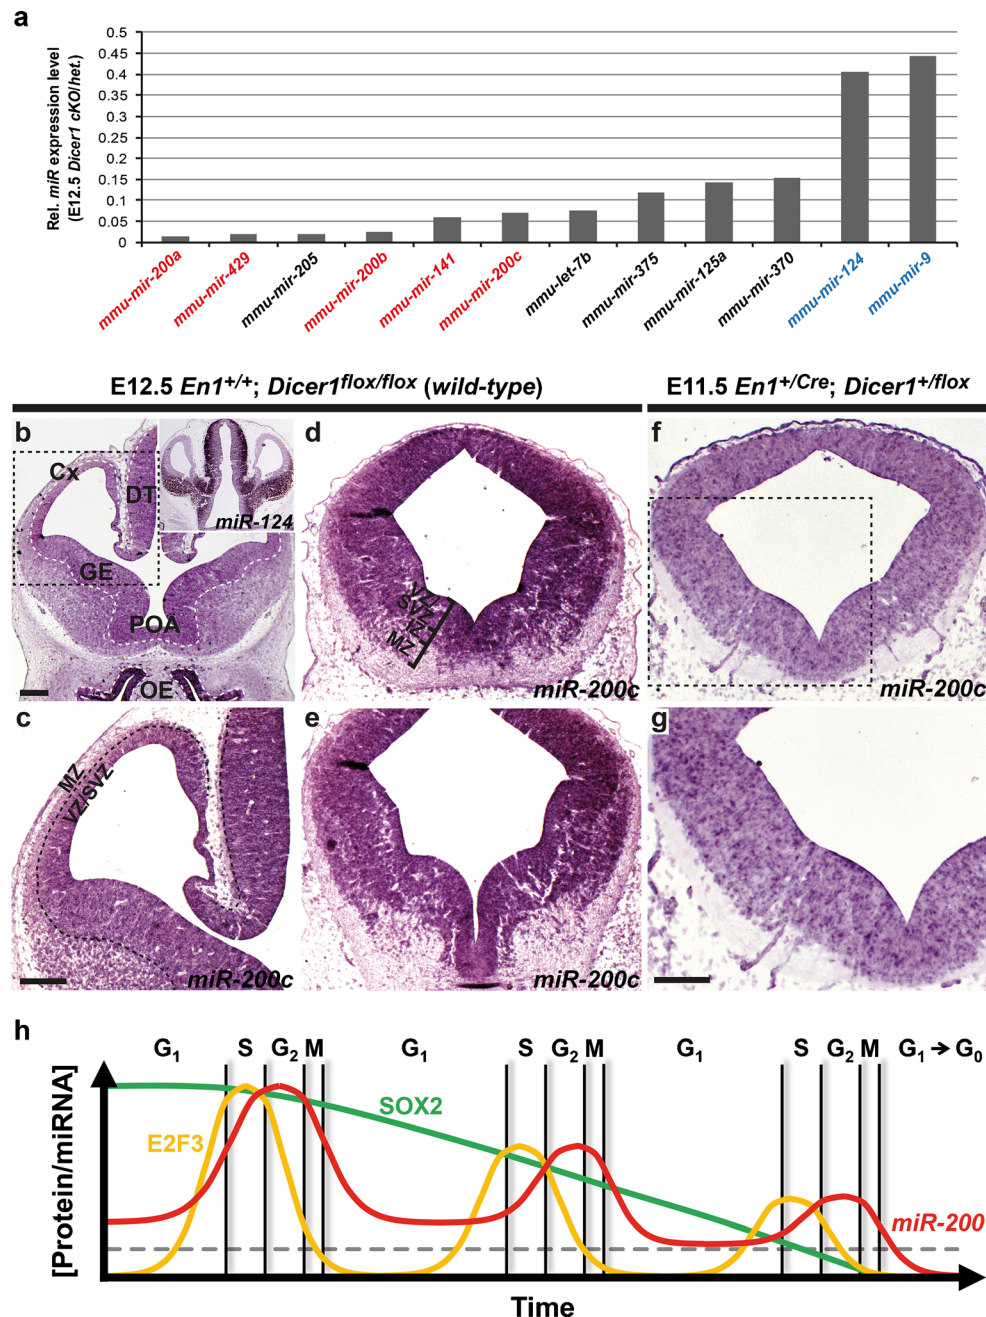 a
Rel. miR expression level
(E12.5 Dicer1 cKO/het.)
0.5
0.45
0.4
0.35
0.3
0.25
0.2
0.15
0.1
0.05
0
mmu-mir-200a
mmu-mir-429
mmu-mir-205
mmu-mir-200b
mmu-mir-141
mmu-mir-200c
mmu-let-7b
mmu-mir-375
mmu-mir-125a
mmu-mir-370
mmu-mir-124
mmu-mir-9
E12.5 En1+/+; Dicer1flox/flox (wild-type)
E11.5 En1+/Cre; Dicer1+/flox
b
Cx
DT
miR-124
GE
POA
OE
d
VZ
SVZ
IZ
MZ
miR-200c
f
miR-200c
c
MZ
VZ/SVZ
miR-200c
e
miR-200c
g
h
G1 S G2 M G1 S G2 M G1 S G2 M G1 → G0
[Protein/miRNA]
SOX2
E2F3
miR-200
Time